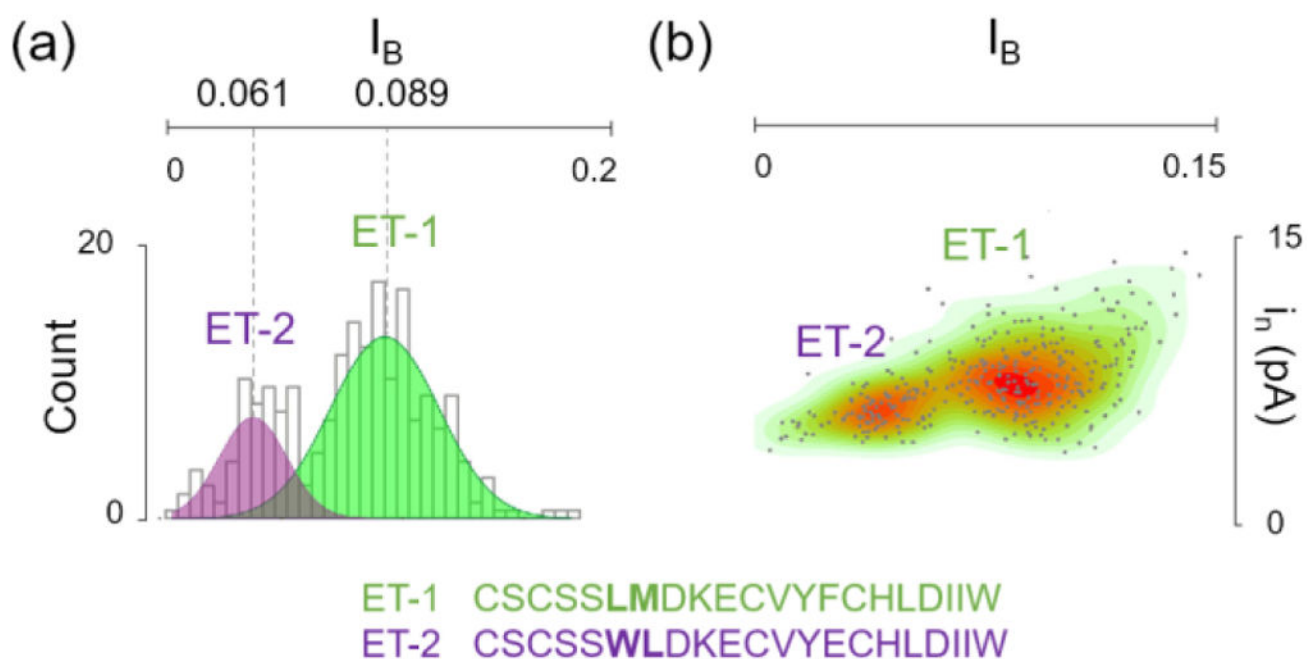 (a)
I_B
0.061 0.089
0 0.2
ET-1
20
ET-2
Count
0
(b)
I_B
0 0.15
ET-1
15
ET-2
i_n (pA)
0
ET-1 CSCSSLMDKECVYFCHLDIIW
ET-2 CSCSSWLDKECVYECHLDIIW